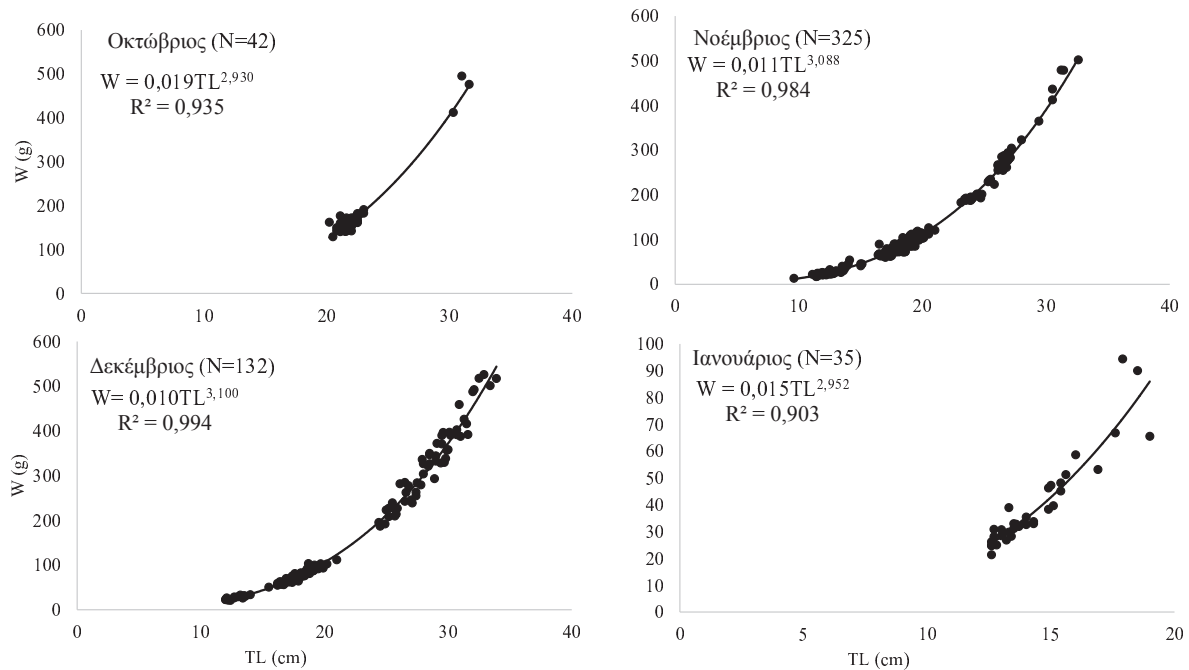 Οκτώβριος (N=42)
W = 0,019TL2,930
R² = 0,935
W (g)
600
500
400
300
200
100
0
0 10 20 30 40
Νοέμβριος (N=325)
W = 0,011TL3,088
R² = 0,984
600
500
400
300
200
100
0
0 10 20 30 40
Δεκέμβριος (N=132)
W= 0,010TL3,100
R² = 0,994
W (g)
600
500
400
300
200
100
0
0 10 20 30 40
TL (cm)
Ιανουάριος (N=35)
W = 0,015TL2,952
R² = 0,903
100
90
80
70
60
50
40
30
20
10
0
0 5 10 15 20
TL (cm)